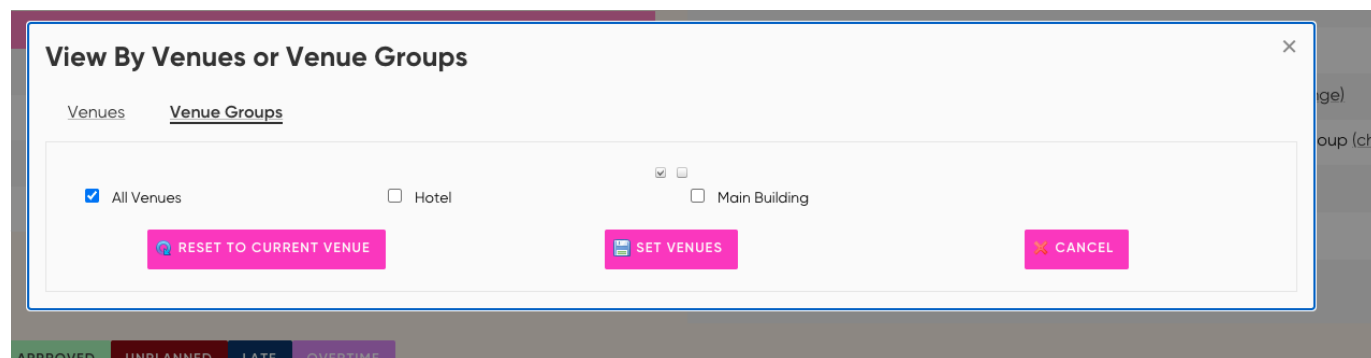 View By Venues or Venue Groups
×
nge)
Venues Venue Groups
oup (ch
All Venues Hotel Main Building
RESET TO CURRENT VENUE SET VENUES CANCEL
APPROVED UNPLANNED LATE OVERTIME